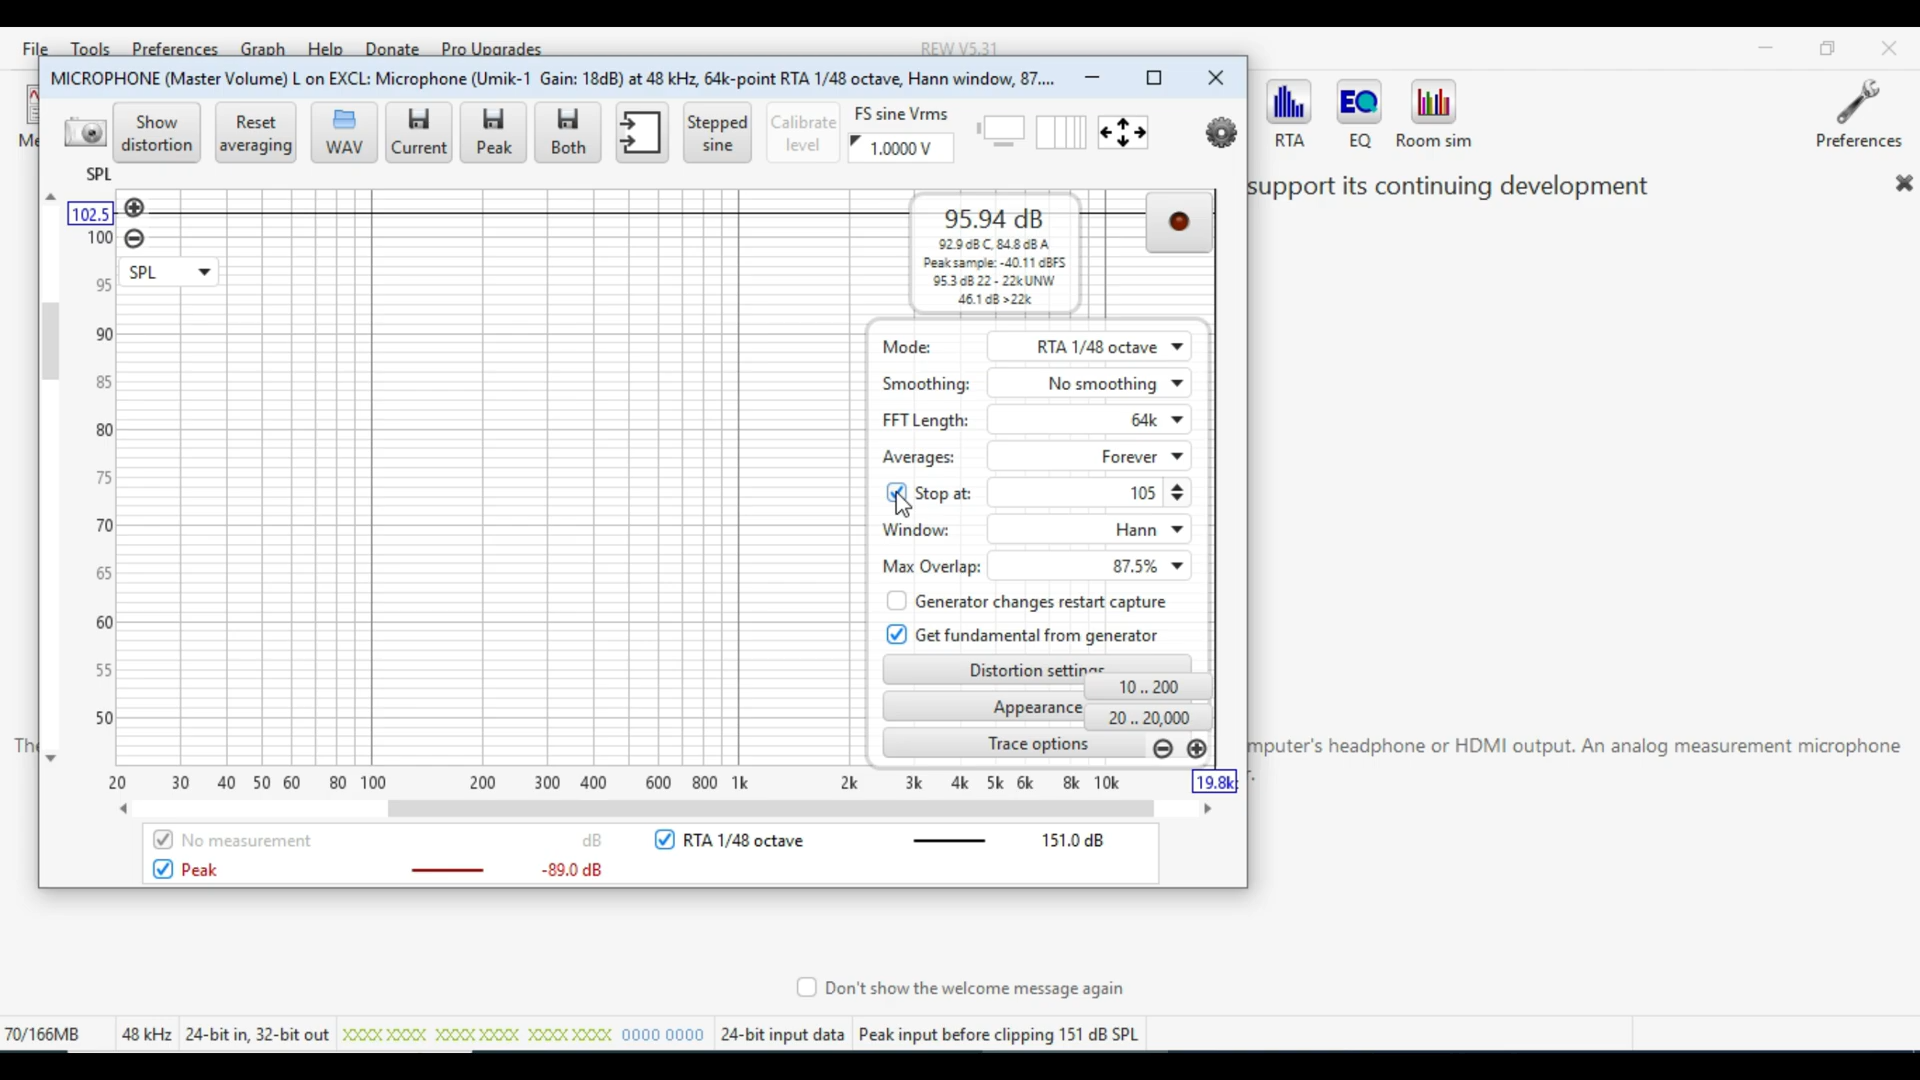 File Tools Preferences Graph Help Donate Pro Upgrades REW V5.31
MICROPHONE (Master Volume) L on EXCL: Microphone (Umik-1 Gain: 18dB) at 48 kHz, 64k-point RTA 1/48 octave, Hann window, 87....
Show distortion
Reset averaging
WAV
Current
Peak
Both
Stepped sine
Calibrate level
FS sine Vrms
1.0000 V
RTA
EQ
EQ
Room sim
Preferences
Me
SPL
support its continuing development
102.5
100
SPL
95
90
85
80
75
70
65
60
55
50
95.94 dB
92.9 dB C, 84.8 dB A
Peak sample: -40.11 dBFS
95.3 dB 22 - 22k UNW
46.1 dB >22k
Mode: RTA 1/48 octave
Smoothing: No smoothing
FFT Length: 64k
Averages: Forever
Stop at: 105
Window: Hann
Max Overlap: 87.5%
Generator changes restart capture
Get fundamental from generator
Distortion settings
10 .. 200
Appearance
20 .. 20,000
Trace options
The
mputer's headphone or HDMI output. An analog measurement microphone
r.
20 30 40 50 60 80 100 200 300 400 600 800 1k 2k 3k 4k 5k 6k 8k 10k 19.8k
No measurement dB RTA 1/48 octave 151.0 dB
Peak -89.0 dB
Don't show the welcome message again
70/166MB 48 kHz 24-bit in, 32-bit out XXXX XXXX XXXX XXXX XXXX XXXX 0000 0000 24-bit input data Peak input before clipping 151 dB SPL